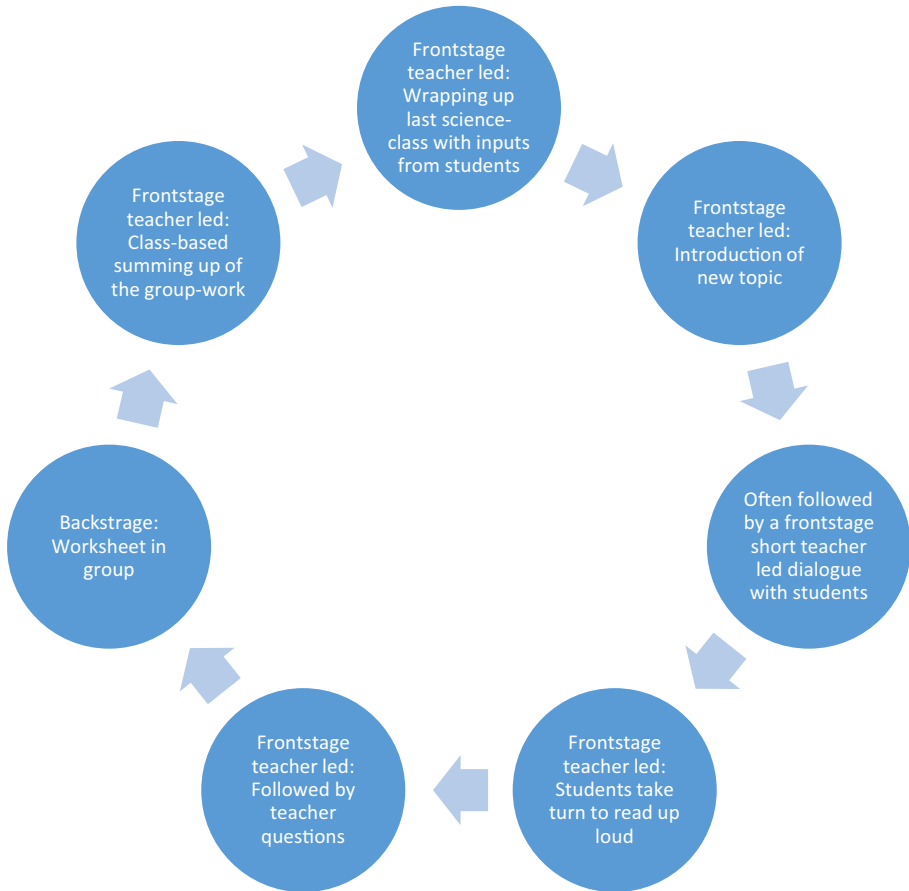 Frontstage
teacher led:
Wrapping up
last science-
class with inputs
from students
Frontstage
teacher led:
Introduction of
new topic
Often followed
by a frontstage
short teacher
led dialogue
with students
Frontstage
teacher led:
Students take
turn to read up
loud
Frontstage
teacher led:
Followed by
teacher
questions
Backstrage:
Worksheet in
group
Frontstage
teacher led:
Class-based
summing up of
the group-work